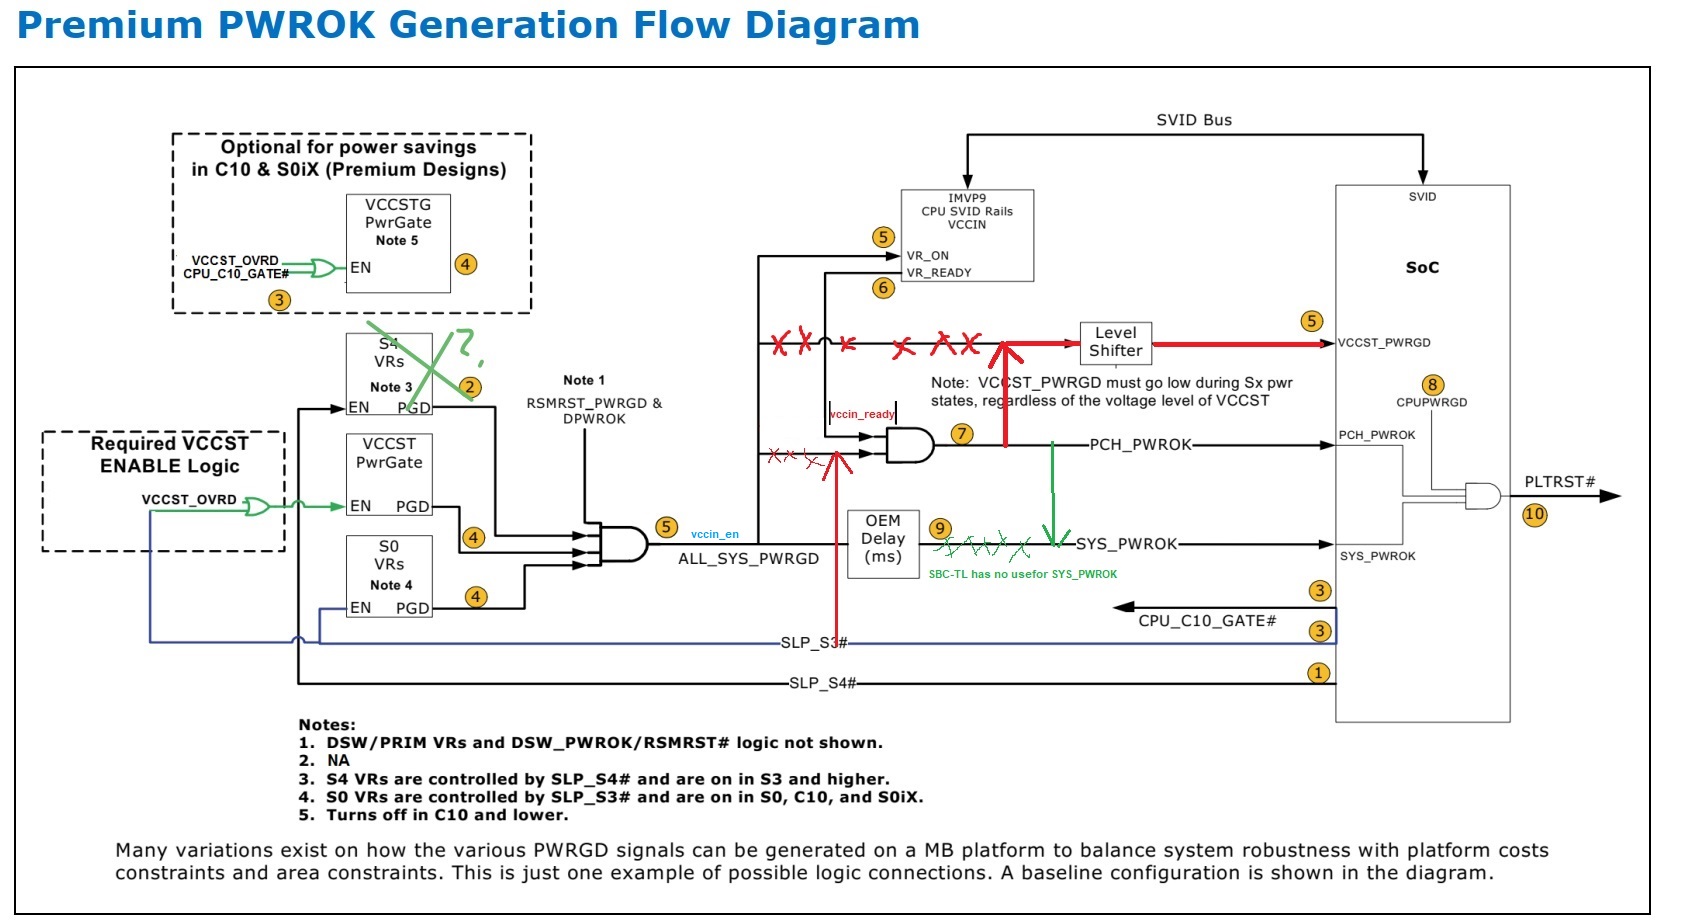 Premium PWROK Generation Flow Diagram
SVID Bus
Optional for power savings
in C10 & S0iX (Premium Designs)
VCCSTG
PwrGate
Note 5
VCCST_OVRD
CPU_C10_GATE#
EN
4
3
IMVP9
CPU SVID Rails
VCCIN
5
VR_ON
VR_READY
6
SVID
SoC
S4
VRs
Note 3
2
EN
PGD
?
Note 1
RSMRST_PWRGD &
DPWROK
Level
Shifter
5
VCCST_PWRGD
Note: VCCST_PWRGD must go low during Sx pwr
states, regardless of the voltage level of VCCST
8
CPUPWRGD
vccin_ready
7
PCH_PWROK
PCH_PWROK
Required VCCST
ENABLE Logic
VCCST_OVRD
VCCST
PwrGate
EN
PGD
4
S0
VRs
Note 4
EN
PGD
4
5
vccin_en
ALL_SYS_PWRGD
OEM
Delay
(ms)
9
SYS_PWROK
SBC-TL has no usefor SYS_PWROK
SYS_PWROK
PLTRST#
10
3
CPU_C10_GATE#
3
SLP_S3#
1
SLP_S4#
Notes:
1. DSW/PRIM VRs and DSW_PWROK/RSMRST# logic not shown.
2. NA
3. S4 VRs are controlled by SLP_S4# and are on in S3 and higher.
4. S0 VRs are controlled by SLP_S3# and are on in S0, C10, and S0iX.
5. Turns off in C10 and lower.
Many variations exist on how the various PWRGD signals can be generated on a MB platform to balance system robustness with platform costs
constraints and area constraints. This is just one example of possible logic connections. A baseline configuration is shown in the diagram.